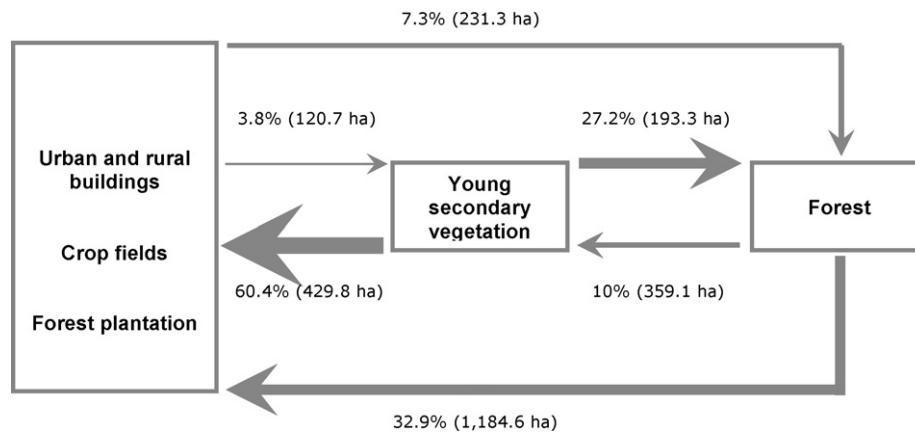 7.3% (231.3 ha)
3.8% (120.7 ha)
27.2% (193.3 ha)
Urban and rural
buildings
Crop fields
Forest plantation
Young
secondary
vegetation
Forest
60.4% (429.8 ha)
10% (359.1 ha)
32.9% (1,184.6 ha)